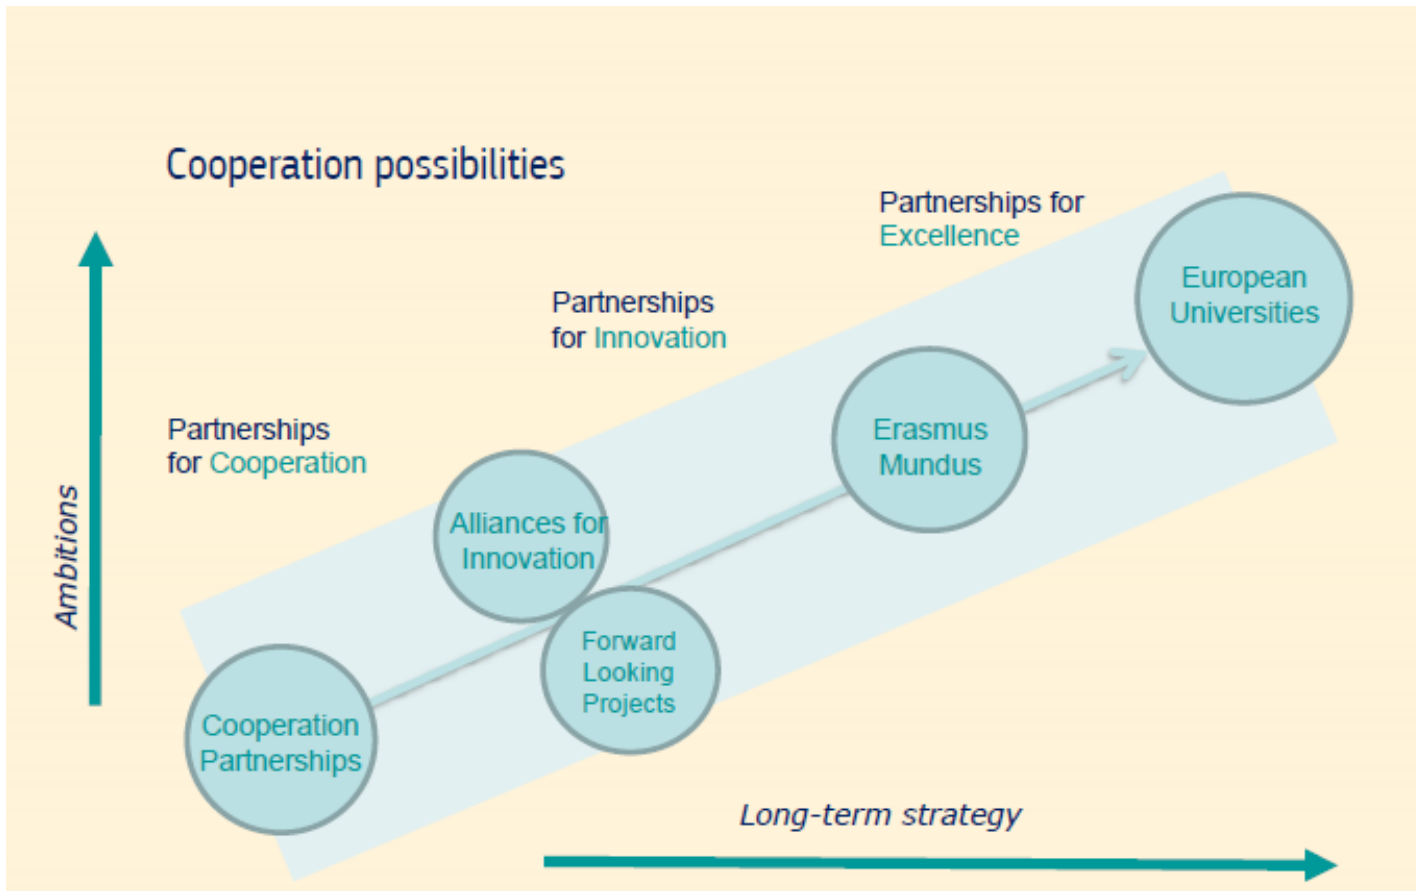 Cooperation possibilities
Partnerships for
Excellence
European
Universities
Partnerships
for Innovation
Erasmus
Mundus
Partnerships
for Cooperation
Alliances for
Innovation
Ambitions
Forward
Looking
Projects
Cooperation
Partnerships
Long-term strategy